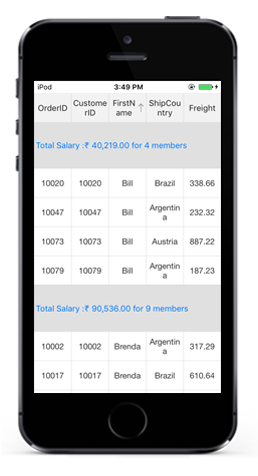 iPod 3:49 PM
OrderID CustomerID FirstName ShipCountry Freight
Total Salary :₹ 40,219.00 for 4 members
10020 10020 Bill Brazil 338.66
10047 10047 Bill Argentina 232.32
10073 10073 Bill Austria 887.22
10079 10079 Bill Argentina 187.23
Total Salary :₹ 90,536.00 for 9 members
10002 10002 Brenda Argentina 317.29
10017 10017 Brenda Brazil 610.64